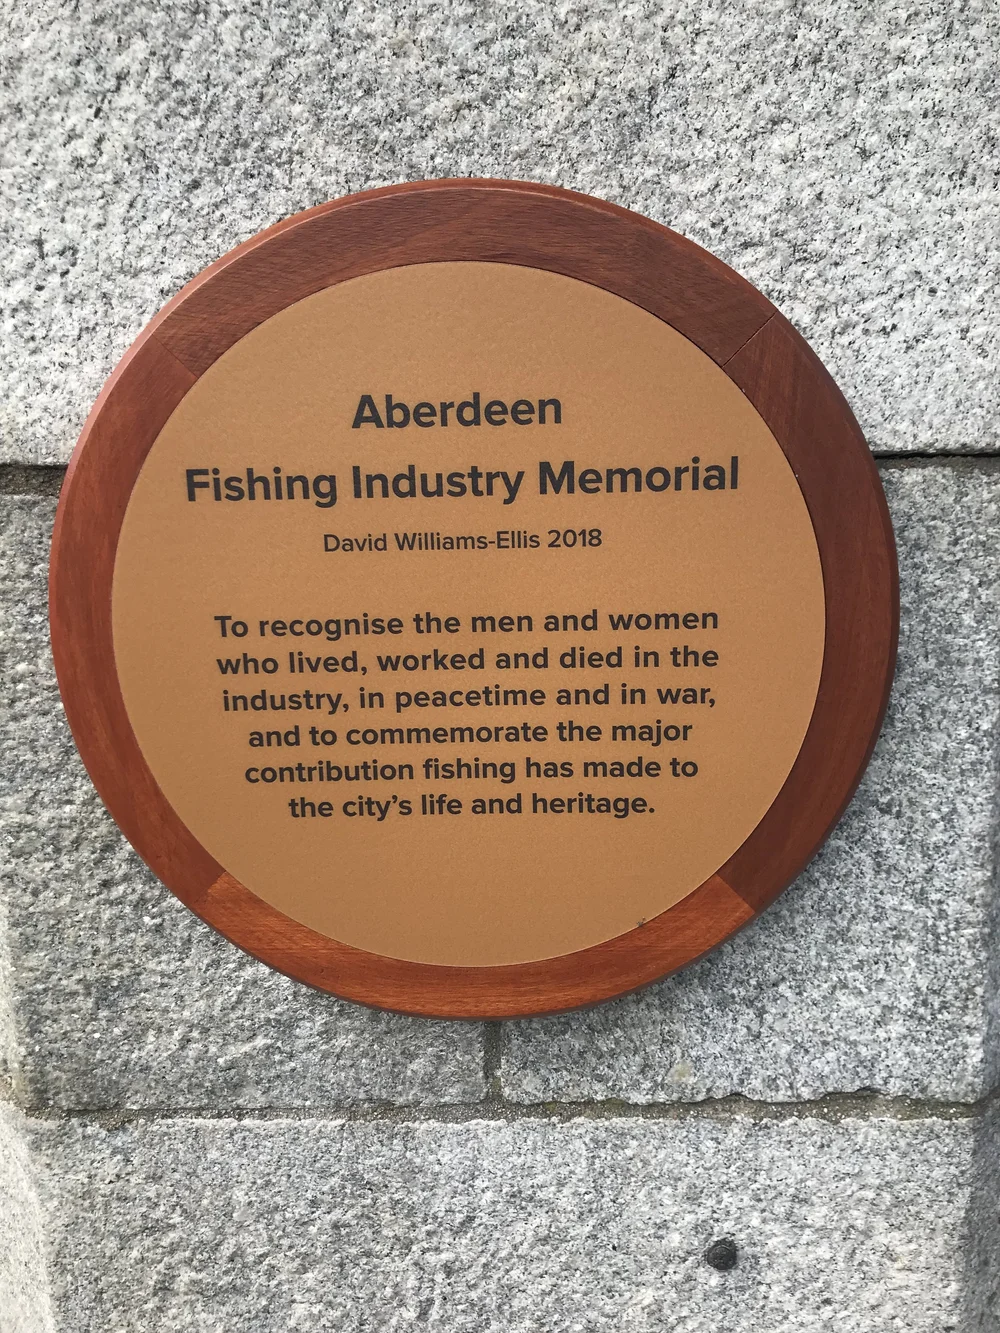 Aberdeen
Fishing Industry Memorial
David Williams-Ellis 2018
To recognise the men and women
who lived, worked and died in the
industry, in peacetime and in war,
and to commemorate the major
contribution fishing has made to
the city’s life and heritage.